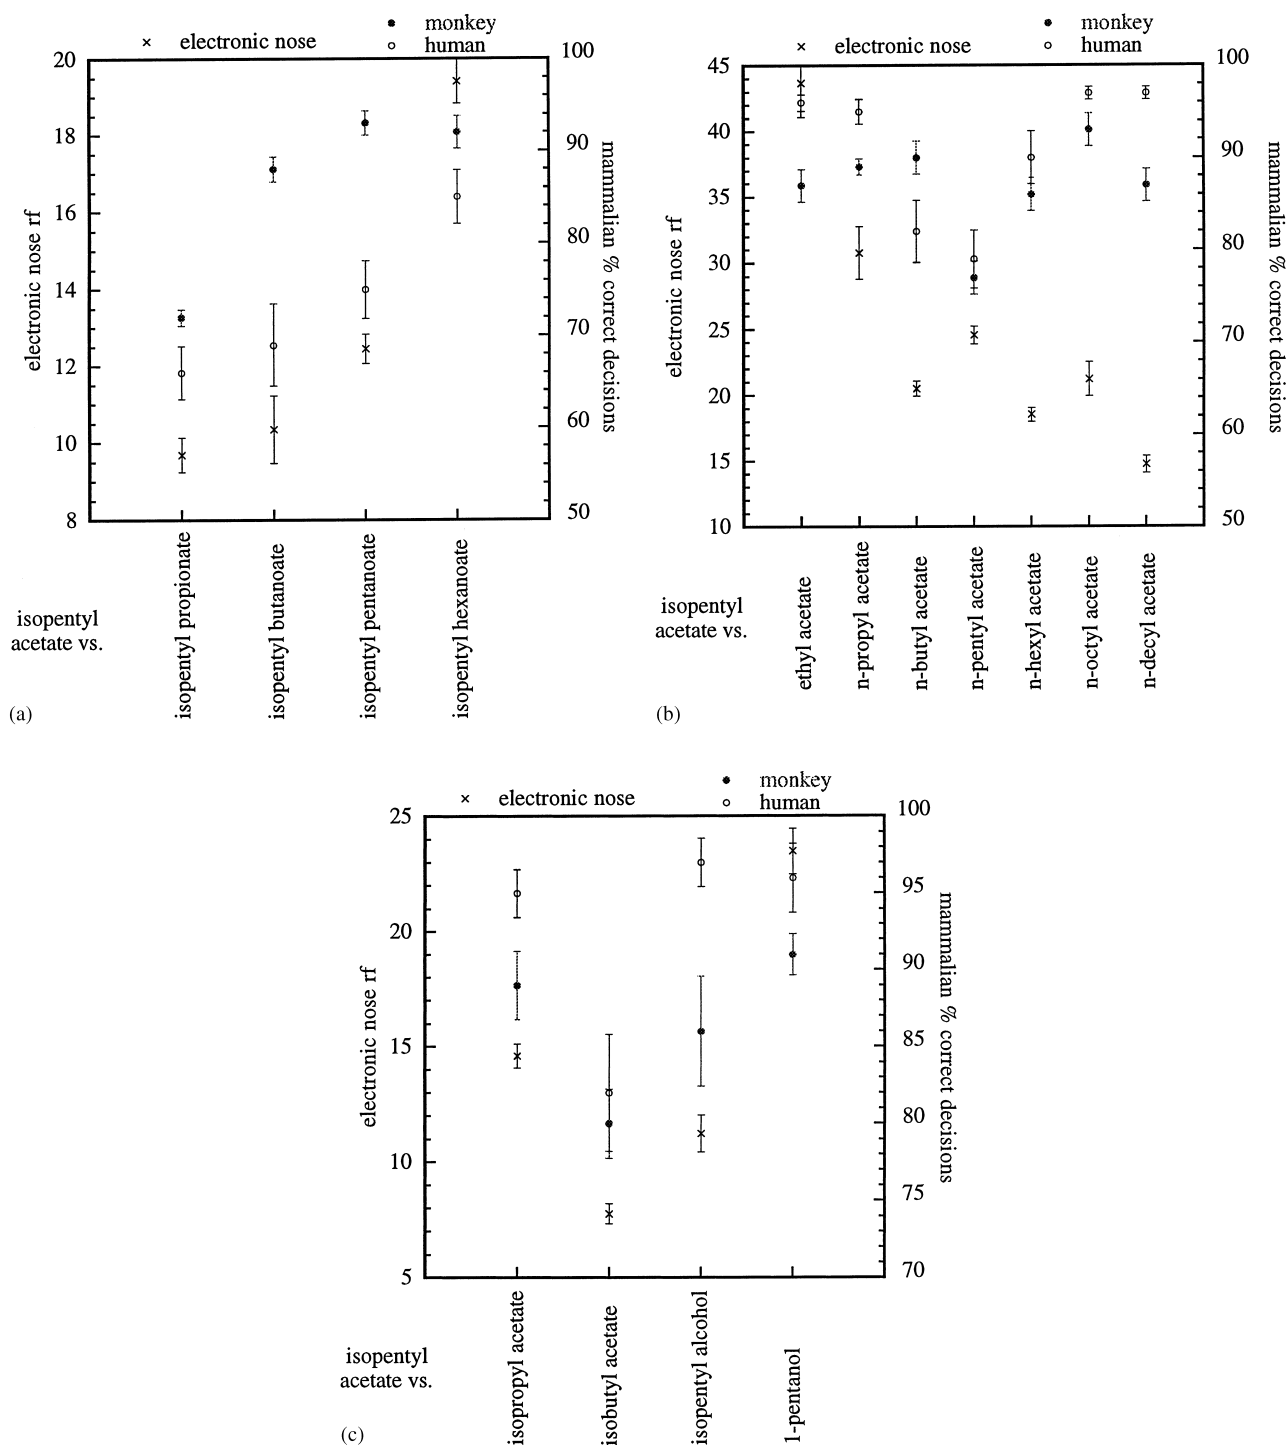 monkey
electronic nose
human
20
18
16
14
12
10
8
electronic nose rf
100
90
80
70
60
50
mammalian % correct decisions
isopentyl
acetate vs.
isopentyl propionate
isopentyl butanoate
isopentyl pentanoate
isopentyl hexanoate
(a)
monkey
electronic nose
human
45
40
35
30
25
20
15
10
electronic nose rf
100
90
80
70
60
50
mammalian % correct decisions
isopentyl
acetate vs.
ethyl acetate
n-propyl acetate
n-butyl acetate
n-pentyl acetate
n-hexyl acetate
n-octyl acetate
n-decyl acetate
(b)
monkey
electronic nose
human
25
20
15
10
5
electronic nose rf
100
95
90
85
80
75
70
mammalian % correct decisions
isopentyl
acetate vs.
isopropyl acetate
isobutyl acetate
isopentyl alcohol
1-pentanol
(c)